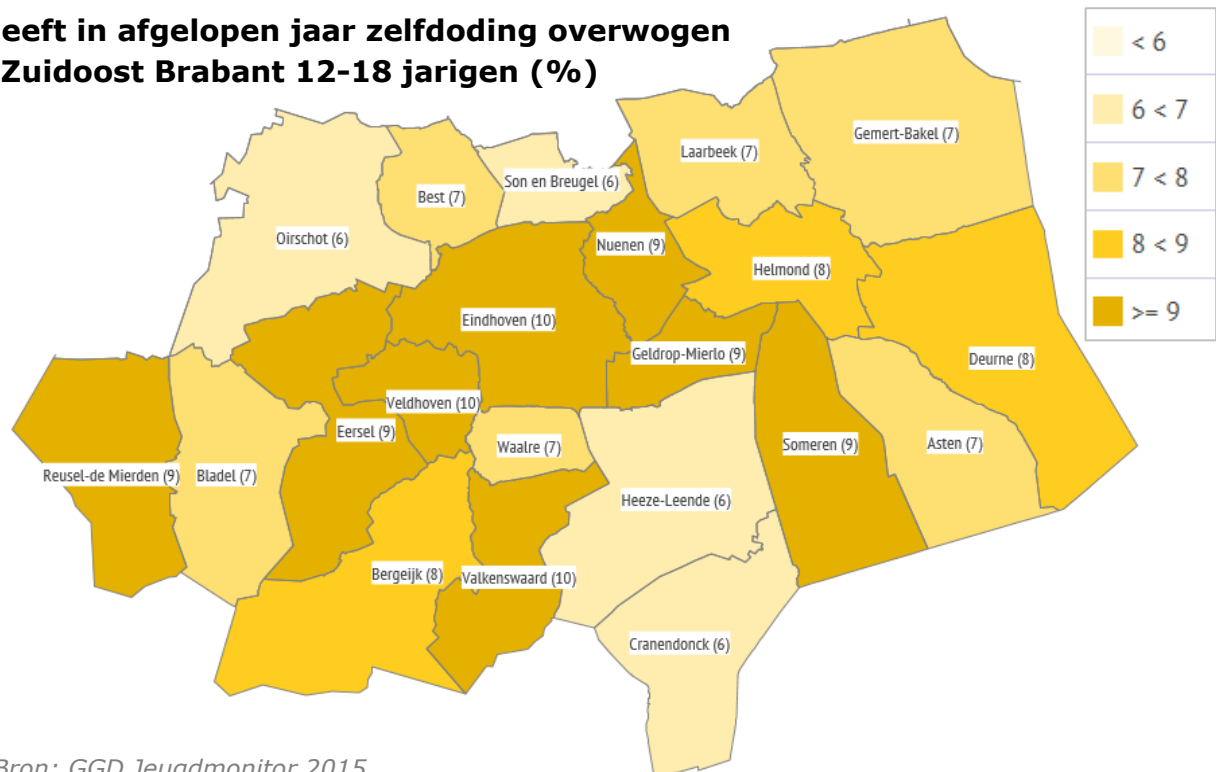 eeft in afgelopen jaar zelfdoding overwogen
Zuidoost Brabant 12-18 jarigen (%)
< 6
6 < 7
7 < 8
8 < 9
>= 9
Gemert-Bakel (7)
Laarbeek (7)
Son en Breugel (6)
Best (7)
Oirschot (6)
Nuenen (9)
Helmond (8)
Eindhoven (10)
Geldrop-Mierlo (9)
Deurne (8)
Veldhoven (10)
Eersel (9)
Waalre (7)
Someren (9)
Asten (7)
Reusel-de Mierden (9)
Bladel (7)
Heeze-Leende (6)
Bergeijk (8)
Valkenswaard (10)
Cranendonck (6)
Bron: GGD Jeugdmonitor 2015